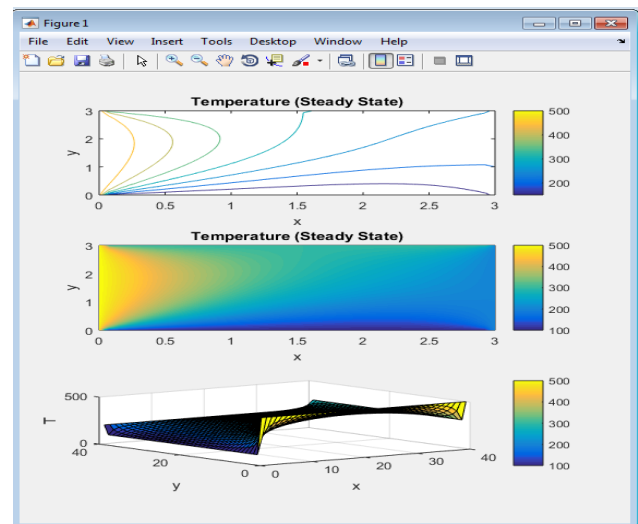 Figure 1
File Edit View Insert Tools Desktop Window Help
Temperature (Steady State)
3
2
1
0
y
0 0.5 1 1.5 2 2.5 3
x
500
400
300
200
Temperature (Steady State)
3
2
1
0
y
0 0.5 1 1.5 2 2.5 3
x
500
400
300
200
100
500
0
T
40
20
0
y
0 10 20 30 40
x
500
400
300
200
100